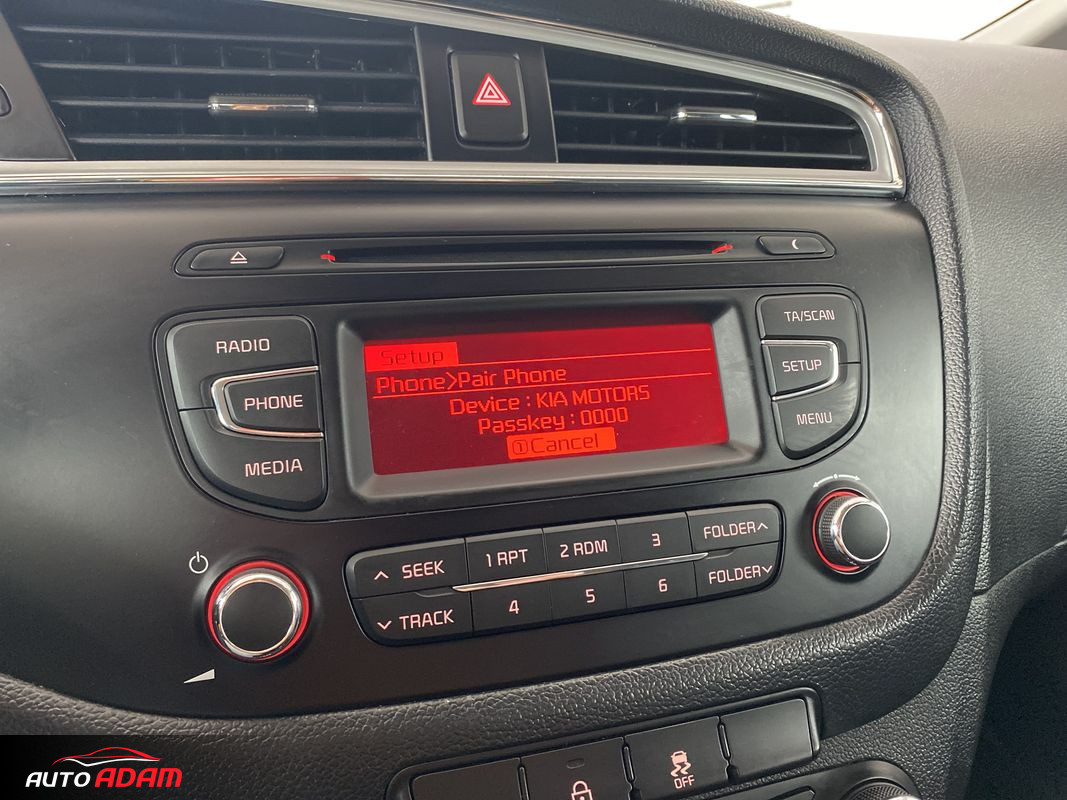 RADIO
PHONE
MEDIA
Setup
Phone>Pair Phone
Device : KIA MOTORS
Passkey : 0000
①Cancel
TA/SCAN
SETUP
MENU
SEEK
1 RPT
2 RDM
3
FOLDER
TRACK
4
5
6
FOLDER
OFF
AUTO ADAM